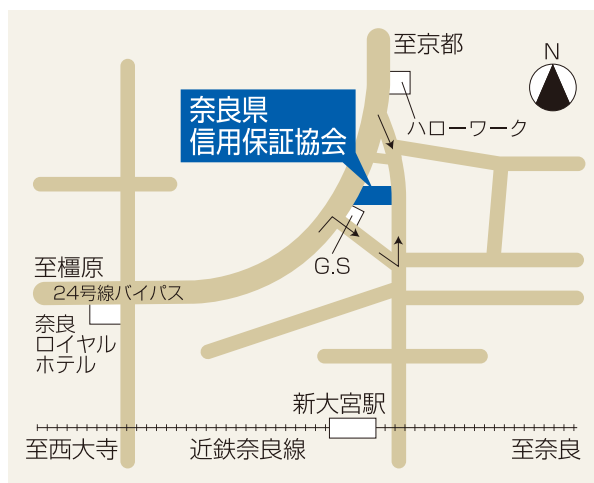 至京都
N
奈良県
信用保証協会
ハローワーク
G.S
至橿原
24号線バイパス
奈良
ロイヤル
ホテル
新大宮駅
至西大寺
近鉄奈良線
至奈良